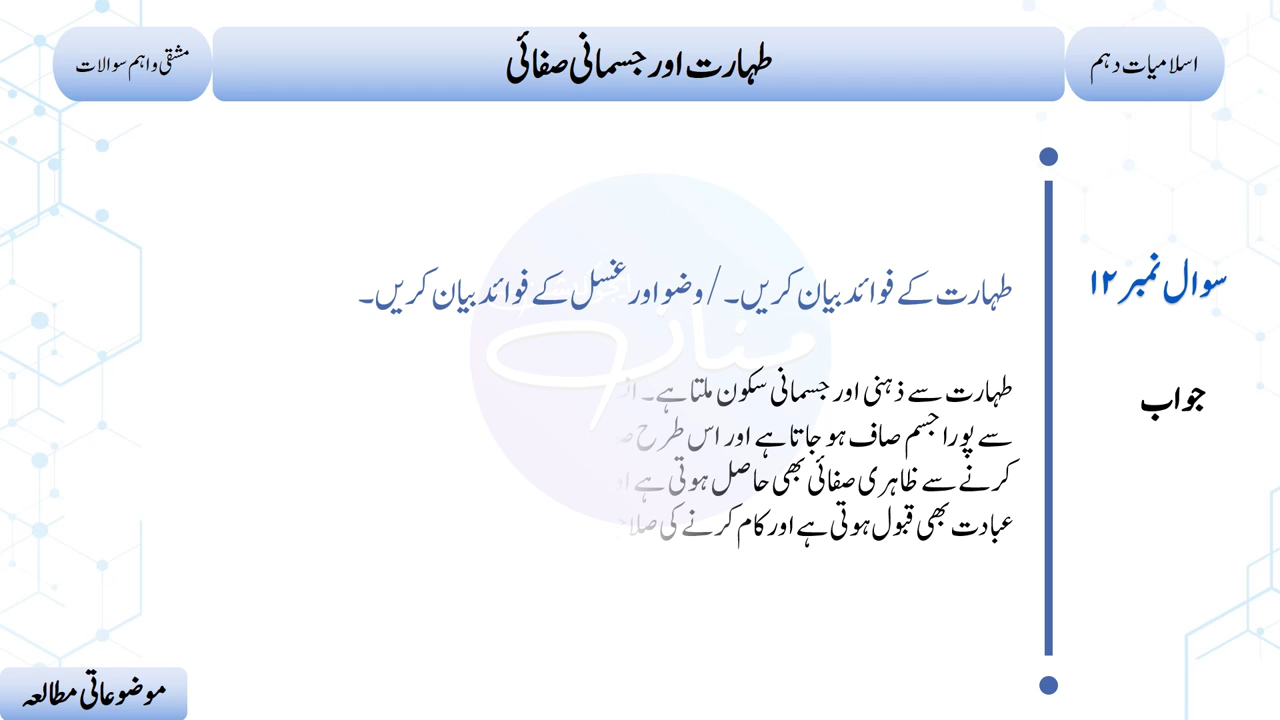 اسلامیات دہم
طہارت اور جسمانی صفائی
مشقی و اہم سوالات
سوال نمبر ۱۲
طہارت کے فوائد بیان کریں۔ / وضو اور غسل کے فوائد بیان کریں۔
جواب
طہارت سے ذہنی اور جسمانی سکون ملتا ہے۔
سے پورا جسم صاف ہو جاتا ہے اور اس طرح
کرنے سے ظاہری صفائی بھی حاصل ہوتی ہے
عبادت بھی قبول ہوتی ہے اور کام کرنے کی
موضوعاتی مطالعہ